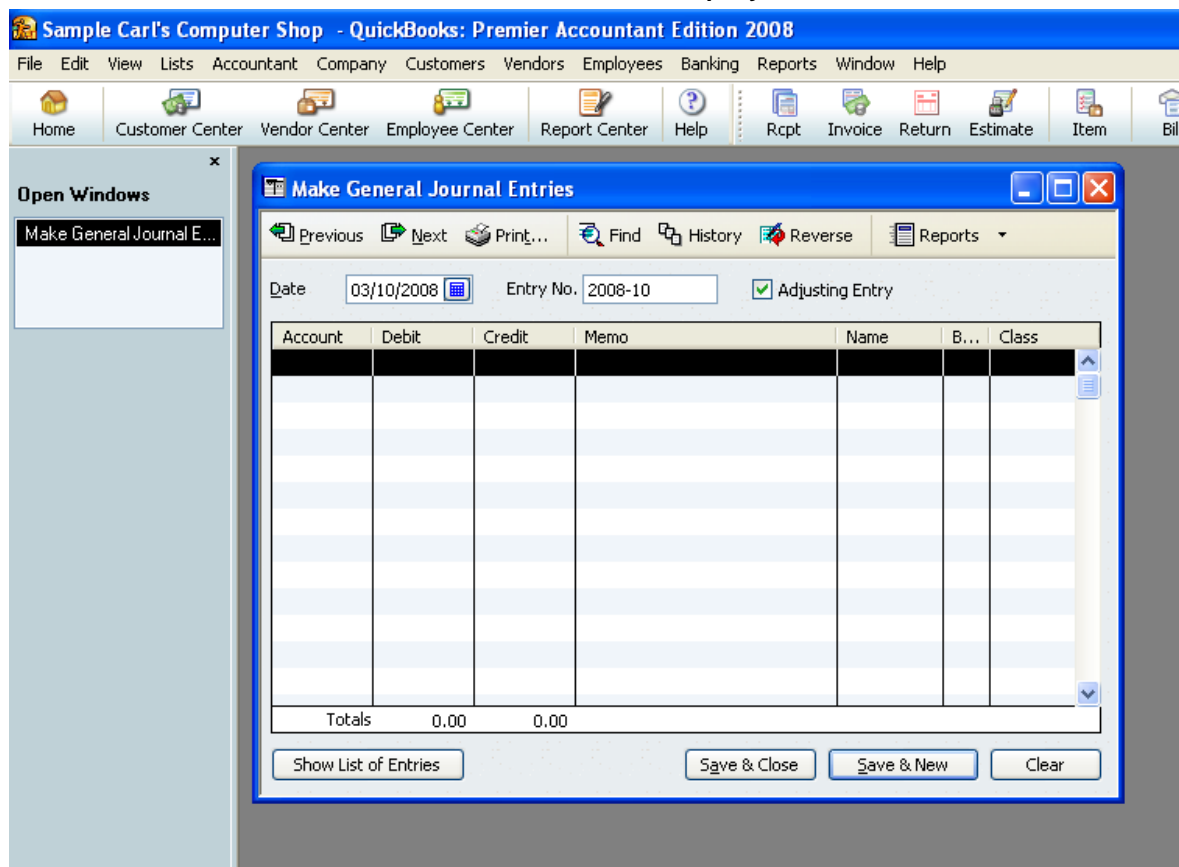 Sample Carl's Computer Shop - QuickBooks: Premier Accountant Edition 2008
File Edit View Lists Accountant Company Customers Vendors Employees Banking Reports Window Help
Home Customer Center Vendor Center Employee Center Report Center Help Rcpt Invoice Return Estimate Item Bil
Open Windows
Make General Journal E...
Make General Journal Entries
Previous Next Print... Find History Reverse Reports
Date 03/10/2008 Entry No. 2008-10 Adjusting Entry
Account Debit Credit Memo Name B... Class
Totals 0.00 0.00
Show List of Entries Save & Close Save & New Clear